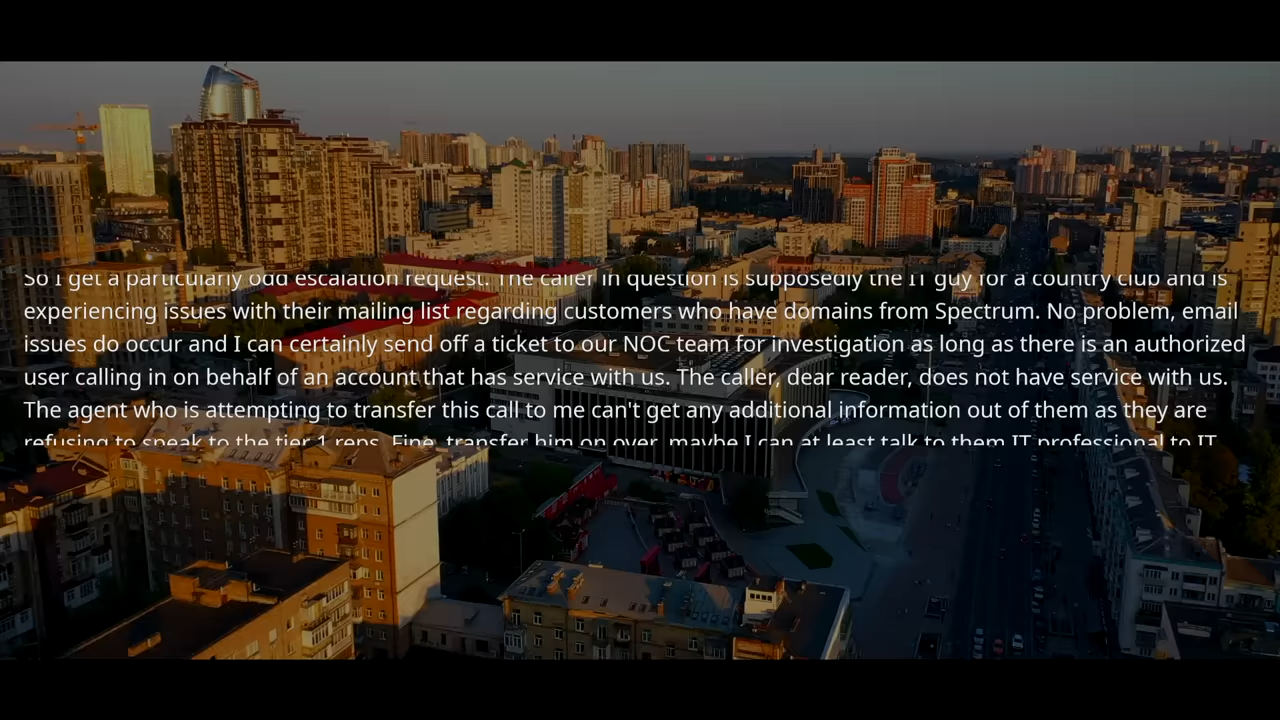 So I get a particularly odd escalation request. The caller in question is supposedly the IT guy for a country club and is
experiencing issues with their mailing list regarding customers who have domains from Spectrum. No problem, email
issues do occur and I can certainly send off a ticket to our NOC team for investigation as long as there is an authorized
user calling in on behalf of an account that has service with us. The caller, dear reader, does not have service with us.
The agent who is attempting to transfer this call to me can't get any additional information out of them as they are
refusing to speak to the tier 1 reps. Fine, transfer him on over, maybe I can at least talk to them IT professional to IT